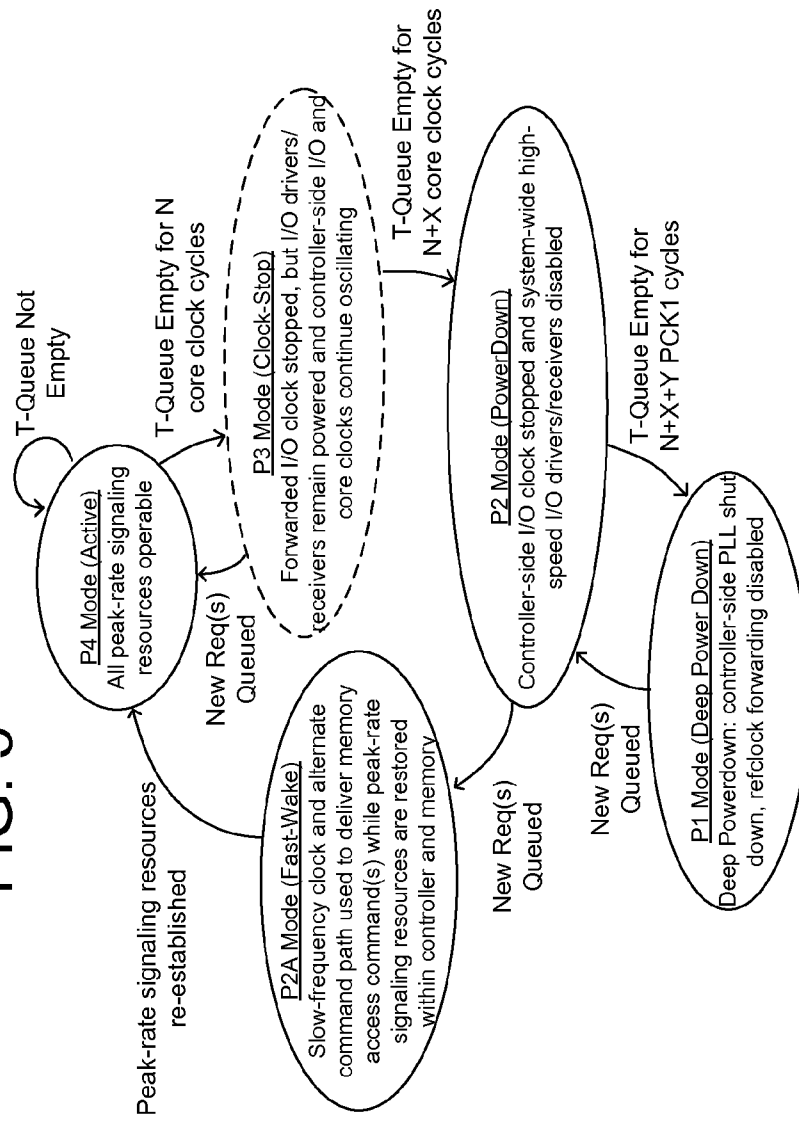 FIG.
T-Queue Not
Empty
P4 Mode (Active)
All peak-rate signaling
resources operable
Peak-rate signaling resources
re-established
New Req(s)
Queued
T-Queue Empty for N
core clock cycles
P3 Mode (Clock-Stop)
Forwarded I/O clock stopped, but I/O drivers/
receivers remain powered and controller-side I/O and
core clocks continue oscillating
P2A Mode (Fast-Wake)
Slow-frequency clock and alternate
command path used to deliver memory
access command(s) while peak-rate
signaling resources are restored
within controller and memory
T-Queue Empty for
N+X core clock cycles
New Req(s)
Queued
P2 Mode (PowerDown)
Controller-side I/O clock stopped and system-wide high-
speed I/O drivers/receivers disabled
New Req(s)
Queued
T-Queue Empty for
N+X+Y PCK1 cycles
P1 Mode (Deep Power Down)
Deep Powerdown: controller-side PLL shut
down, refclock forwarding disabled